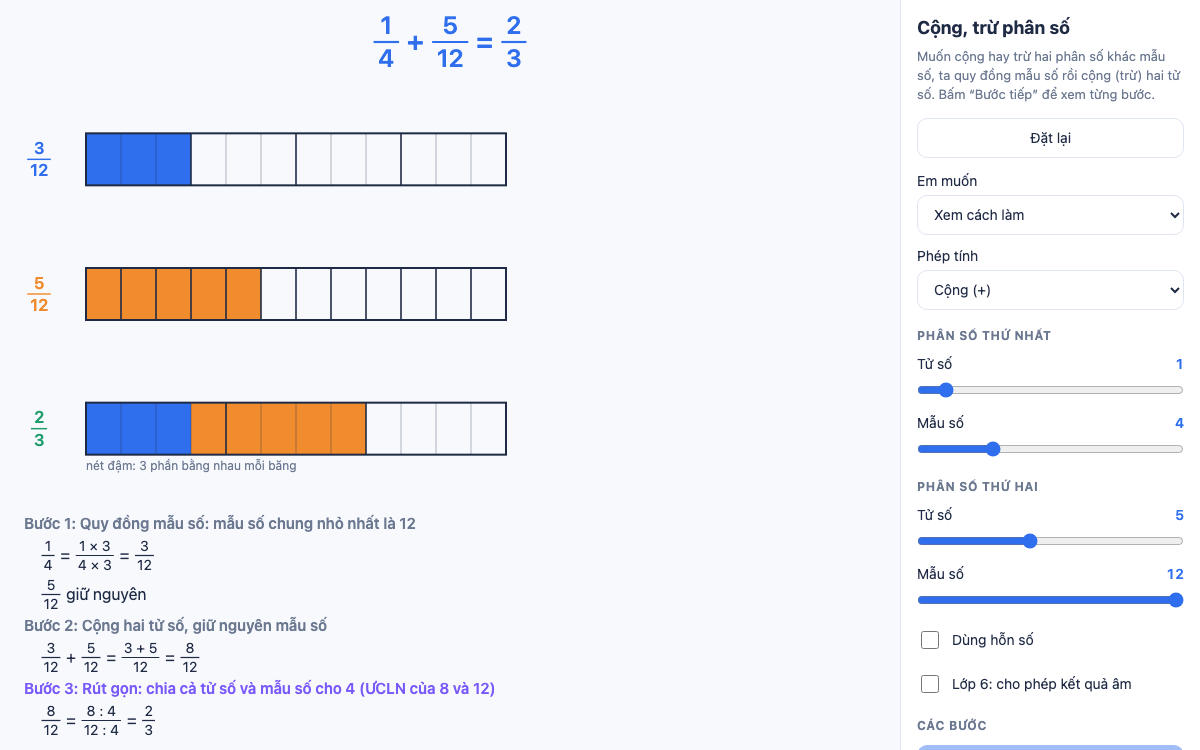 1/4 + 5/12 = 2/3
3/12
5/12
2/3
nét đậm: 3 phần bằng nhau mỗi băng
Bước 1: Quy đồng mẫu số: mẫu số chung nhỏ nhất là 12
1/4 = 1 × 3/4 × 3 = 3/12
5/12 giữ nguyên
Bước 2: Cộng hai tử số, giữ nguyên mẫu số
3/12 + 5/12 = 3 + 5/12 = 8/12
Bước 3: Rút gọn: chia cả tử số và mẫu số cho 4 (ƯCLN của 8 và 12)
8/12 = 8 : 4/12 : 4 = 2/3
Cộng, trừ phân số
Muốn cộng hay trừ hai phân số khác mẫu
số, ta quy đồng mẫu số rồi cộng (trừ) hai tử
số. Bấm “Bước tiếp” để xem từng bước.
Đặt lại
Em muốn
Xem cách làm
Phép tính
Cộng (+)
PHÂN SỐ THỨ NHẤT
Tử số 1
Mẫu số 4
PHÂN SỐ THỨ HAI
Tử số 5
Mẫu số 12
Dùng hỗn số
Lớp 6: cho phép kết quả âm
CÁC BƯỚC